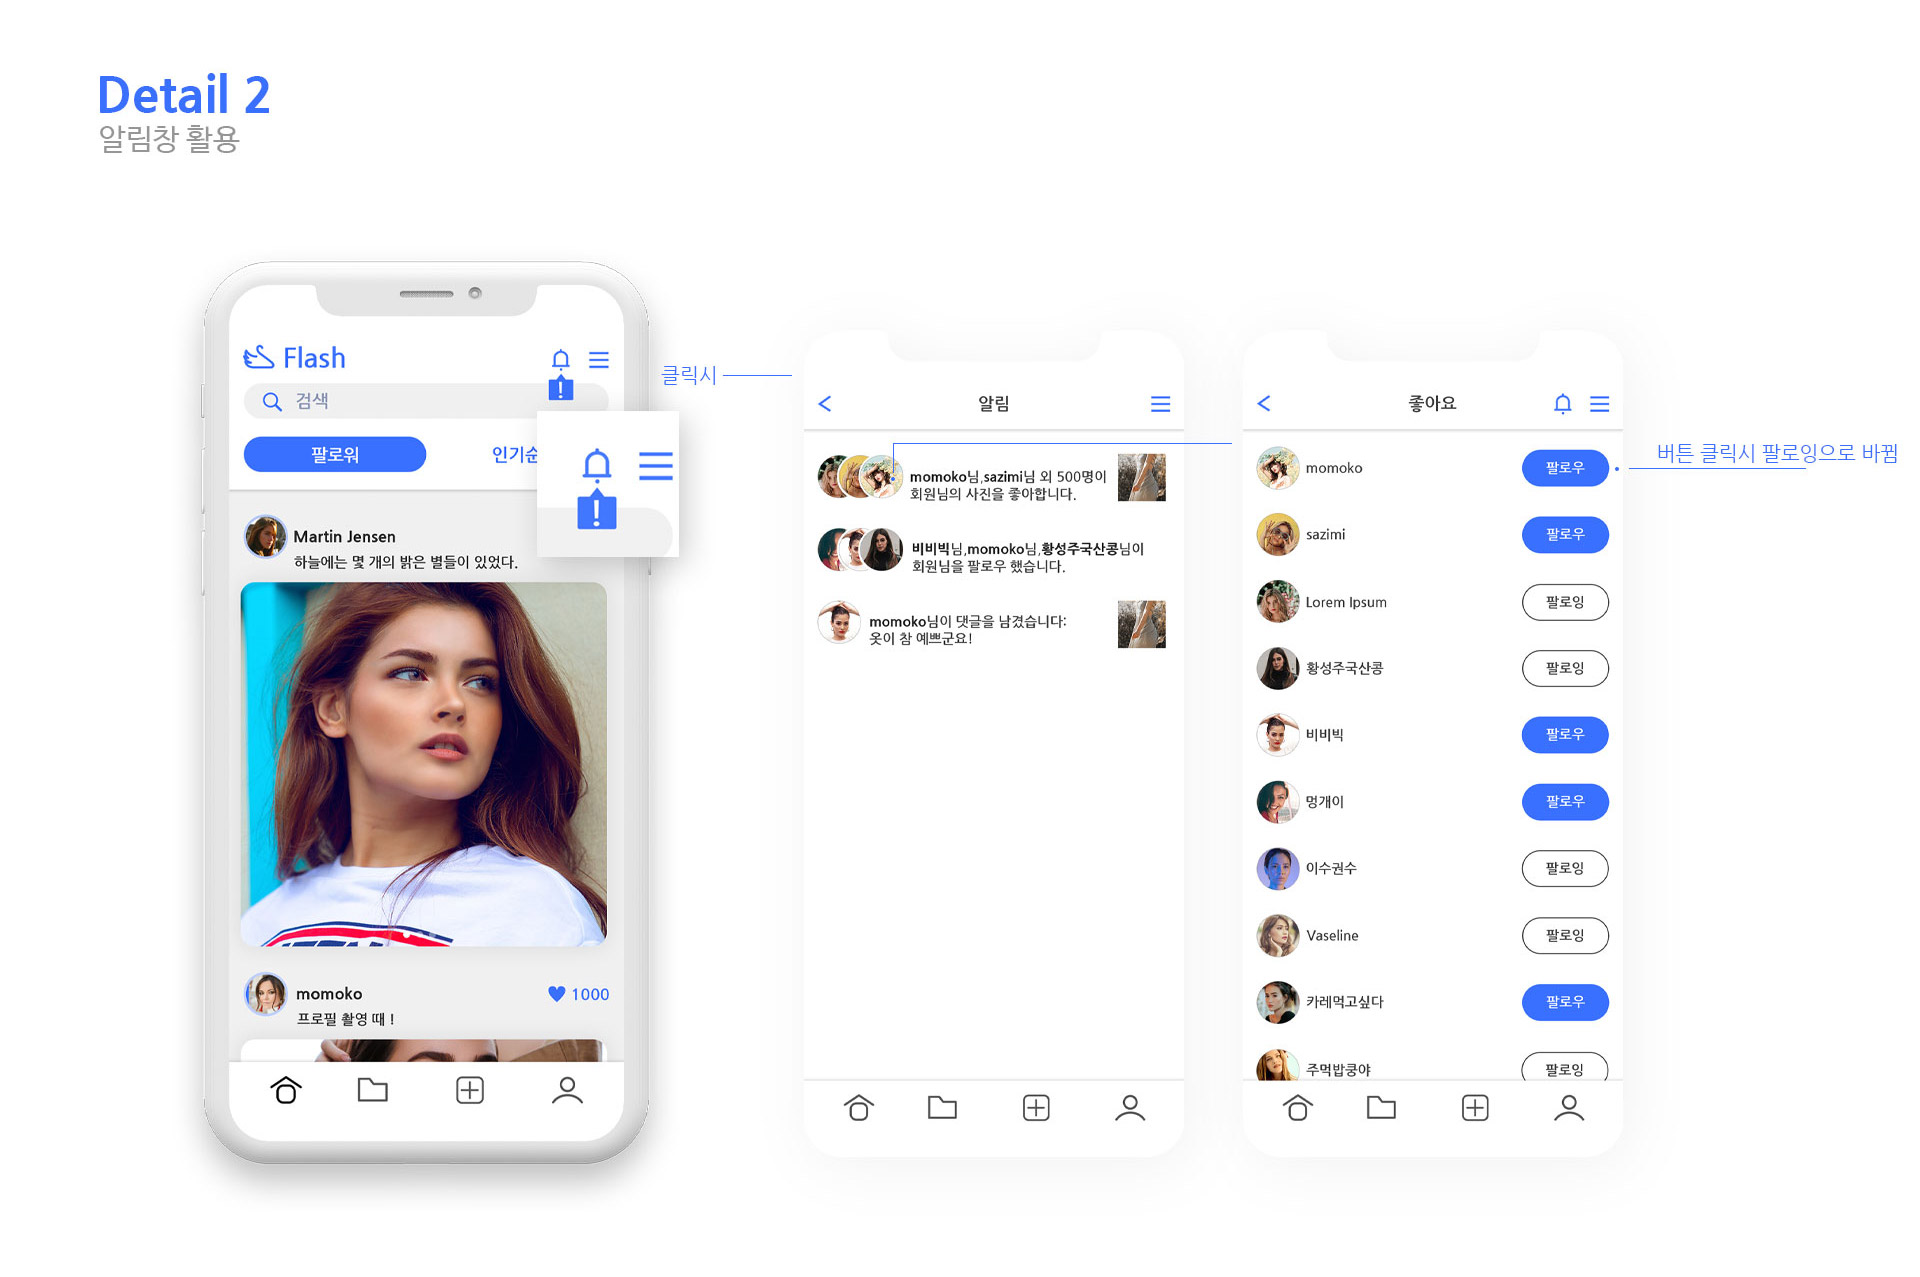 Detail 2
알림창 활용
Flash
!
검색
팔로워
인기순
!
Martin Jensen
하늘에는 몇 개의 밝은 별들이 있었다.
momoko
1000
프로필 촬영 때 !
클릭시
알림
momoko님,sazimi님 외 500명이
회원님의 사진을 좋아합니다.
비비빅님,momoko님,황성주국산콩님이
회원님을 팔로우 했습니다.
momoko님이 댓글을 남겼습니다:
옷이 참 예쁘군요!
좋아요
momoko
팔로우
sazimi
팔로우
Lorem Ipsum
팔로잉
황성주국산콩
팔로잉
비비빅
팔로우
멍개이
팔로우
이수권수
팔로잉
Vaseline
팔로잉
카레먹고싶다
팔로우
주먹밥쿵야
팔로잉
버튼 클릭시 팔로잉으로 바뀜